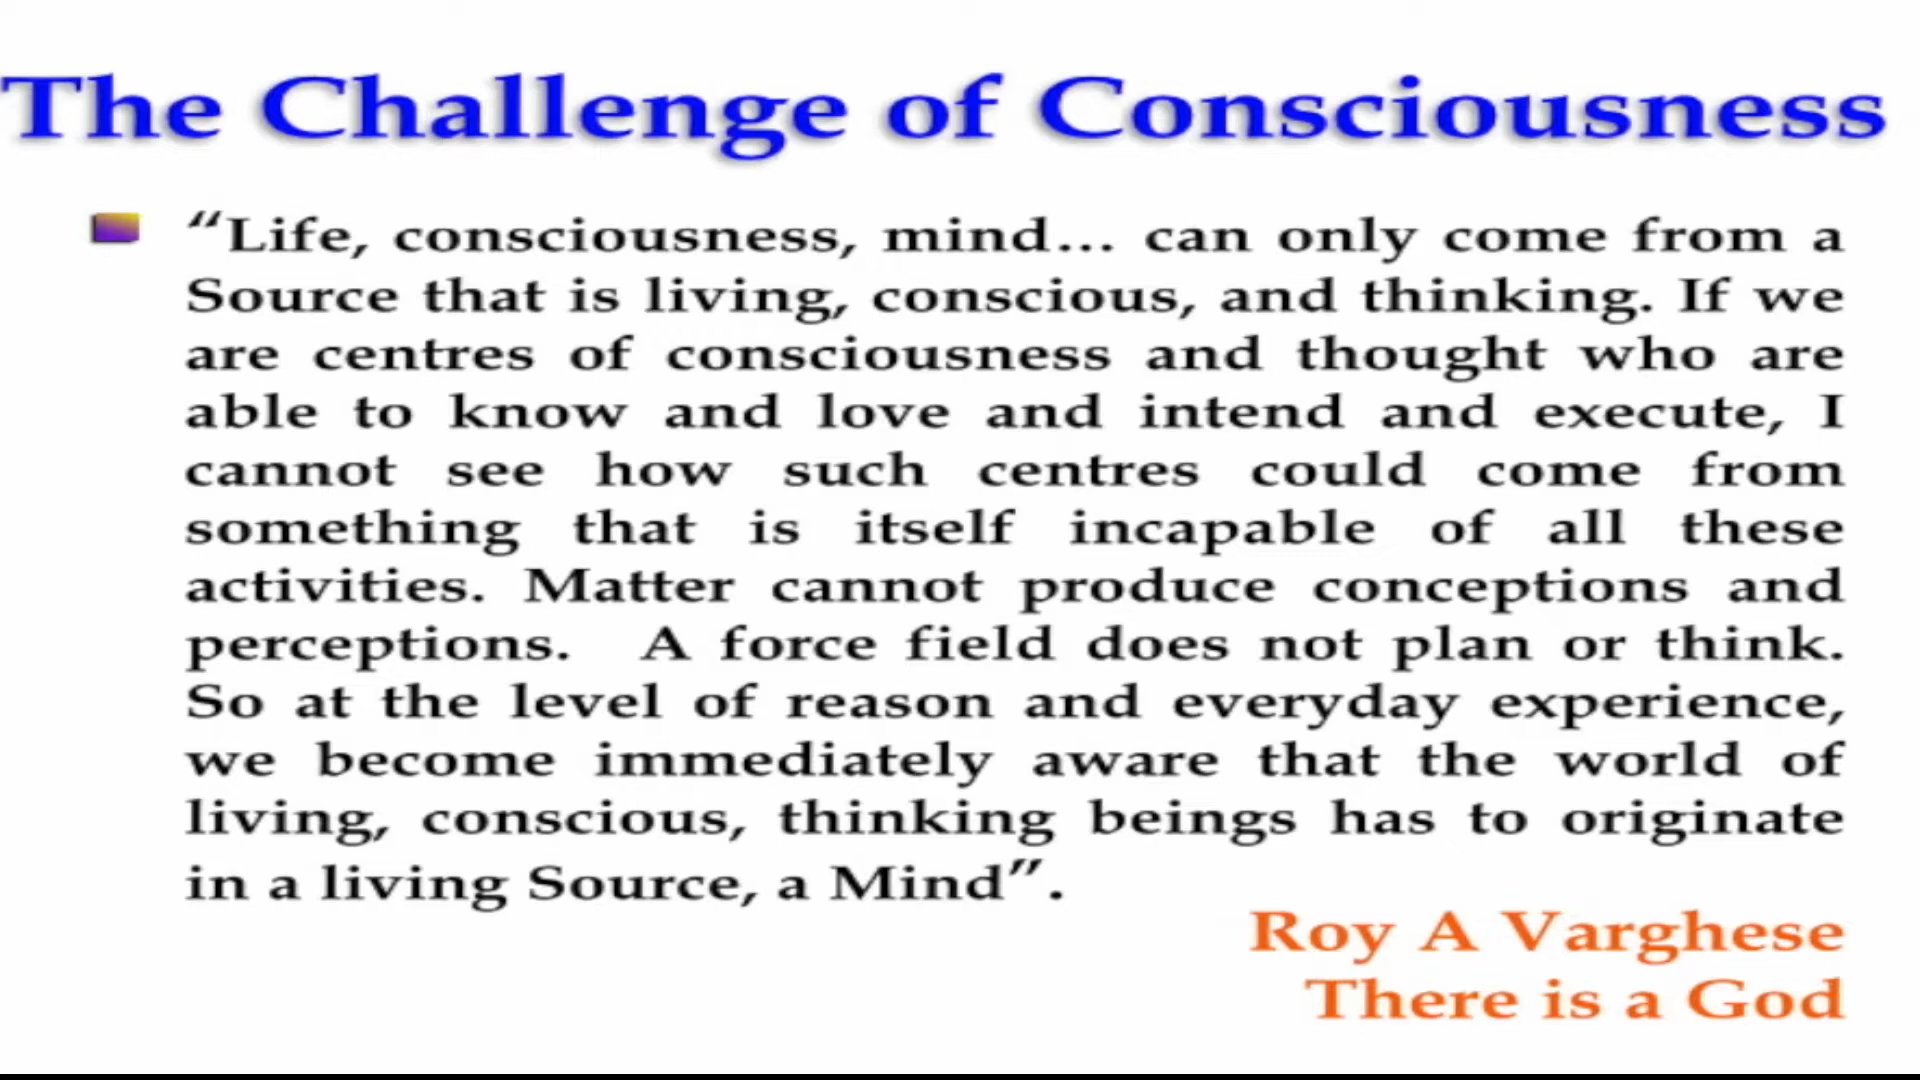 The Challenge of Consciousness
“Life, consciousness, mind... can only come from a
Source that is living, conscious, and thinking. If we
are centres of consciousness and thought who are
able to know and love and intend and execute, I
cannot see how such centres could come from
something that is itself incapable of all these
activities. Matter cannot produce conceptions and
perceptions. A force field does not plan or think.
So at the level of reason and everyday experience,
we become immediately aware that the world of
living, conscious, thinking beings has to originate
in a living Source, a Mind”.
Roy A Varghese
There is a God